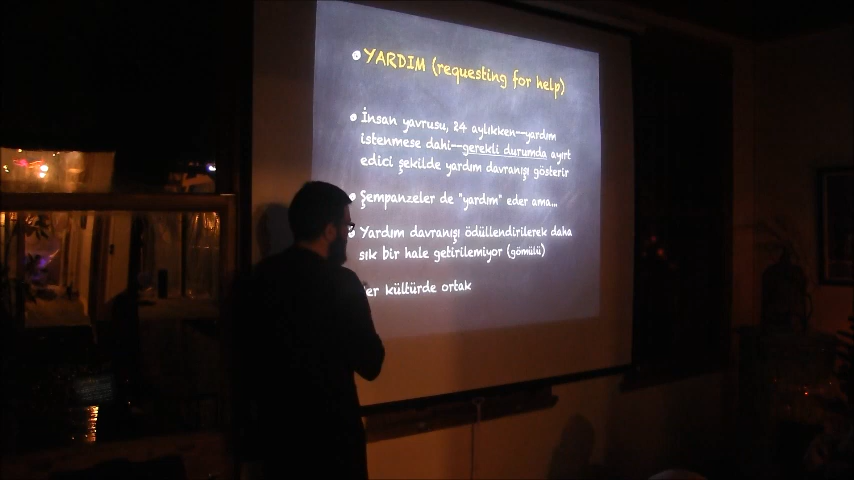 • YARDIM (requesting for help)
• İnsan yavrusu, 24 aylıkken––yardım
istenmese dahi––gerekli durumda ayırt
edici şekilde yardım davranışı gösterir
• Şempanzeler de "yardım" eder ama...
• Yardım davranışı ödüllendirilerek daha
sık bir hale getirilemiyor (gömülü)
er kültürde ortak